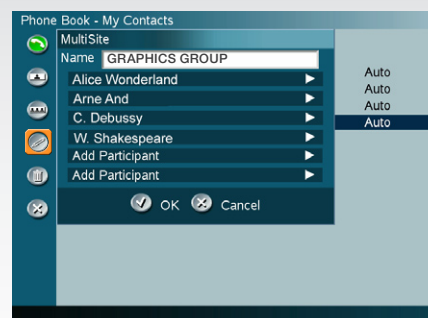 Phone Book - My Contacts
MultiSite
Name GRAPHICS GROUP
Alice Wonderland
Arne And
C. Debussy
W. Shakespeare
Add Participant
Add Participant
OK Cancel
Auto
Auto
Auto
Auto